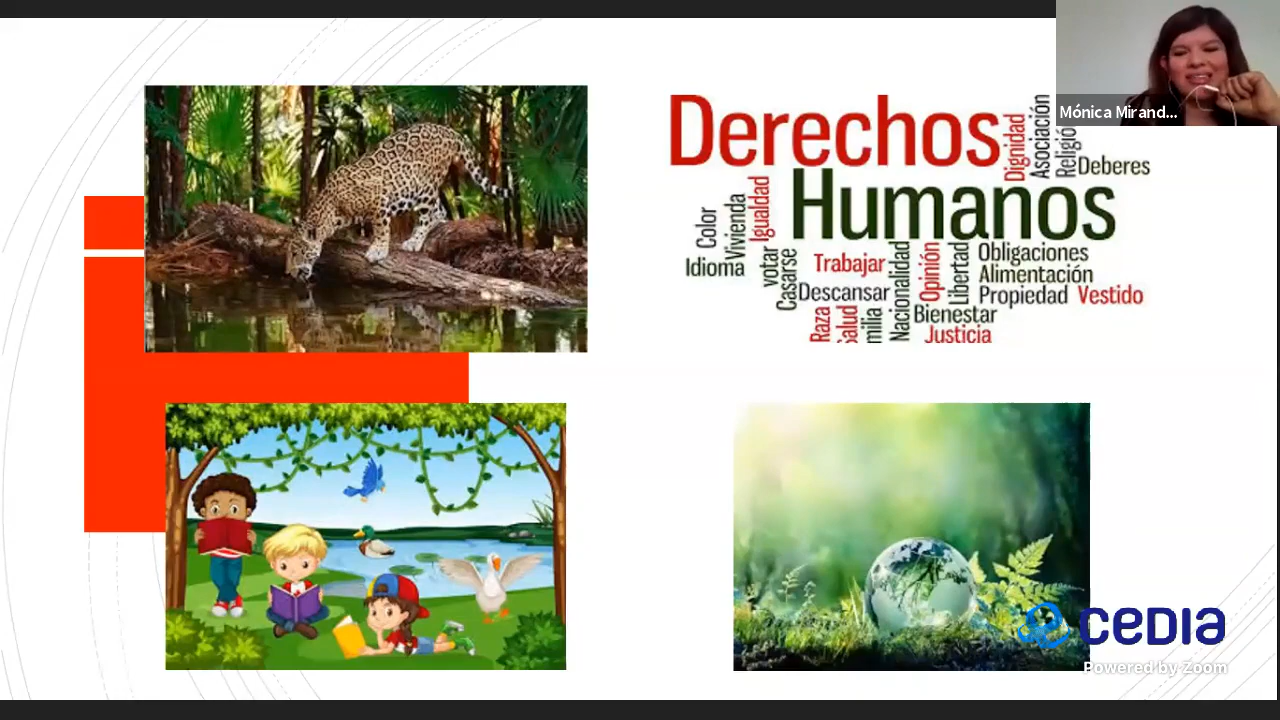 Mónica Mirand...
Derechos
Humanos
Dignidad
Asociación
Religió
Deberes
Color
Vivienda
Igualdad
Idioma
votar
Casarse
Trabajar
Descansar
Nacionalidad
Opinión
Libertad
Obligaciones
Alimentación
Propiedad
Vestido
Raza
Salud
milia
Bienestar
Justicia
CEDIA
Powered by Zoom